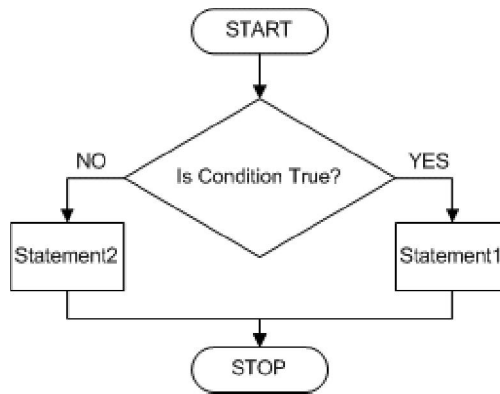 START
Is Condition True?
NO
YES
Statement2
Statement1
STOP